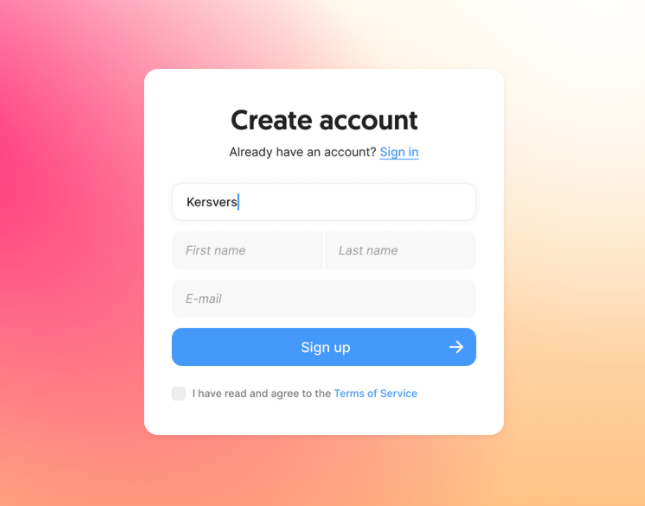 Create account
Already have an account? Sign in
Kersvers
First name Last name
E-mail
Sign up
I have read and agree to the Terms of Service